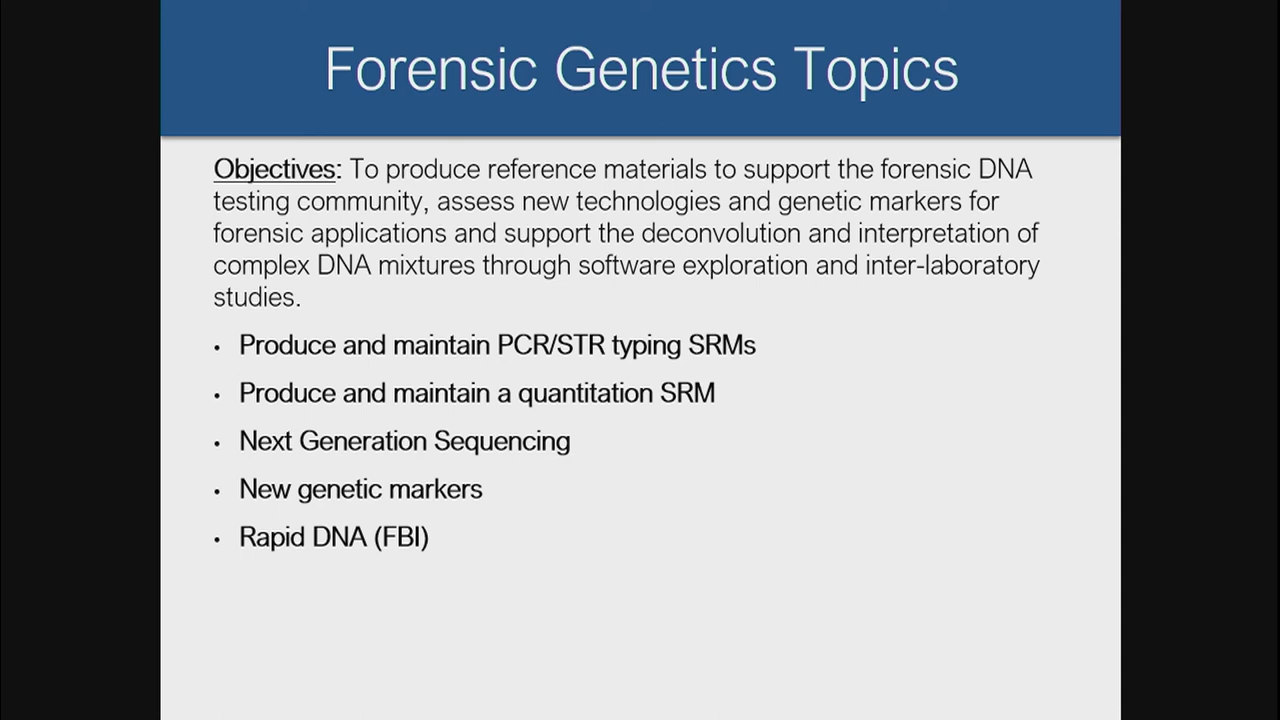 Forensic Genetics Topics
Objectives: To produce reference materials to support the forensic DNA
testing community, assess new technologies and genetic markers for
forensic applications and support the deconvolution and interpretation of
complex DNA mixtures through software exploration and inter-laboratory
studies.
• Produce and maintain PCR/STR typing SRMs
• Produce and maintain a quantitation SRM
• Next Generation Sequencing
• New genetic markers
• Rapid DNA (FBI)